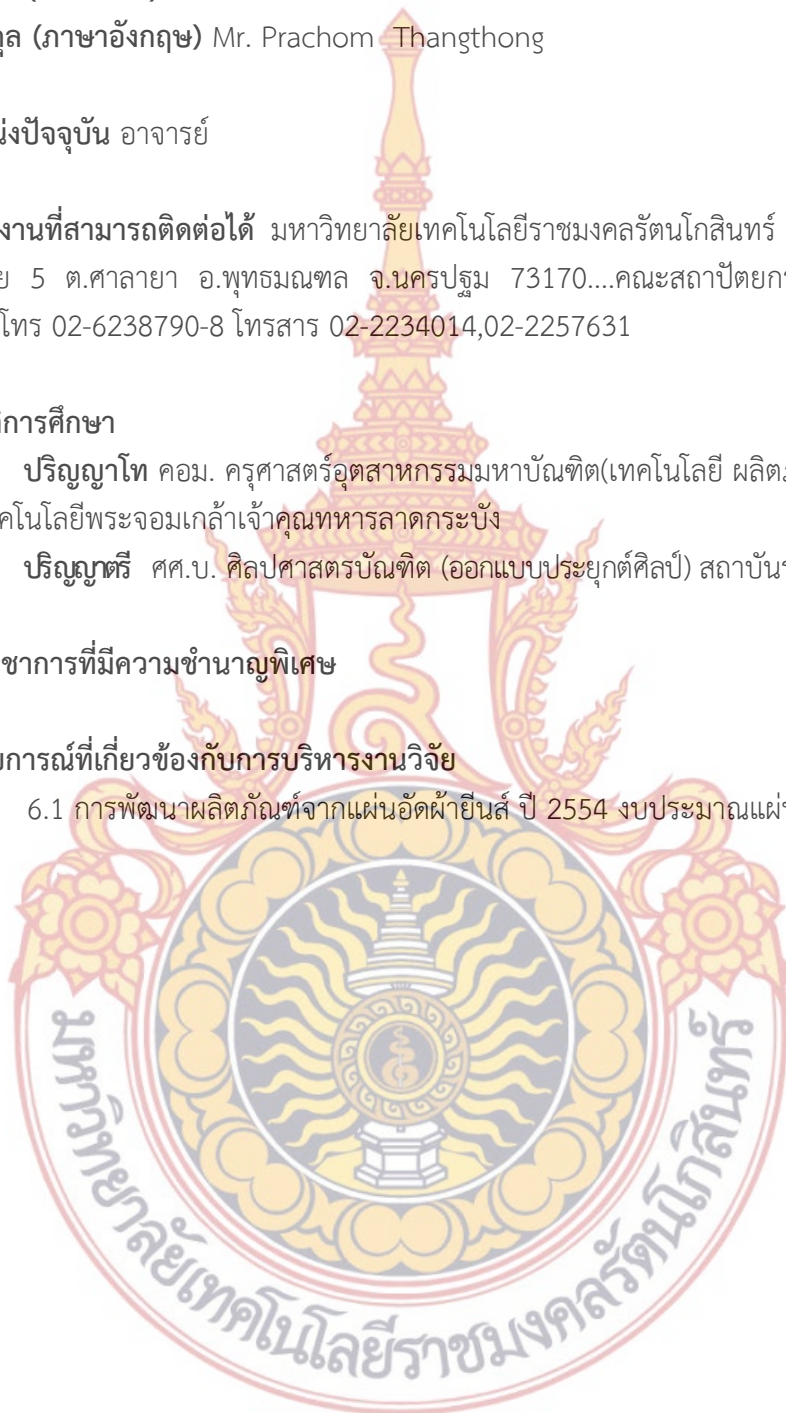 กุล (ภาษาอังกฤษ) Mr. Prachom Thangthong
น่งปัจจุบัน อาจารย์
งานที่สามารถติดต่อได้ มหาวิทยาลัยเทคโนโลยีราชมงคลรัตนโกสินทร์
ย 5 ต.ศาลายา อ.พุทธมณฑล จ.นครปฐม 73170....คณะสถาปัตยกร
โทร 02-6238790-8 โทรสาร 02-2234014,02-2257631
ิการศึกษา
ปริญญาโท คอม. ครุศาสตร์อุตสาหกรรมมหาบัณฑิต(เทคโนโลยี ผลิตภ
คโนโลยีพระจอมเกล้าเจ้าคุณทหารลาดกระบัง
ปริญญาตรี ศศ.บ. ศิลปศาสตรบัณฑิต (ออกแบบประยุกต์ศิลป์) สถาบัน
ชาการที่มีความชำนาญพิเศษ
บการณ์ที่เกี่ยวข้องกับการบริหารงานวิจัย
6.1 การพัฒนาผลิตภัณฑ์จากแผ่นอัดผ้ายีนส์ ปี 2554 งบประมาณแผ่น
มหาวิทยาลัยเทคโนโลยีราชมงคลรัตนโกสินทร์